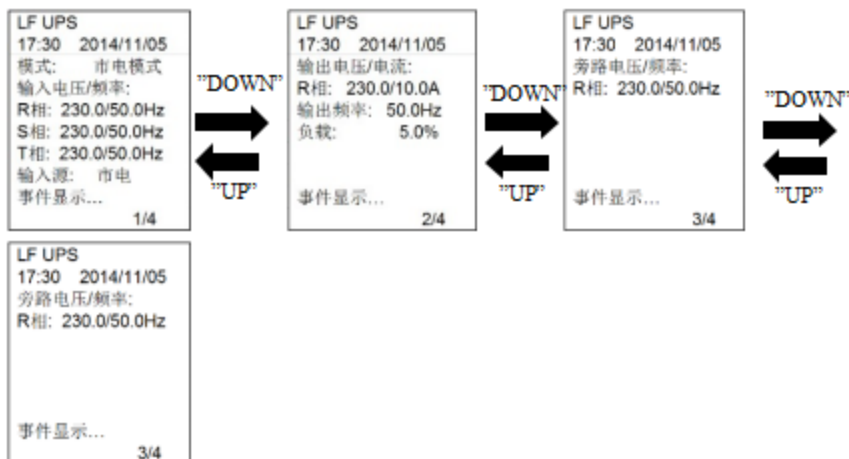 LF UPS
17:30 2014/11/05
模式: 市电模式
输入电压/频率:
R相: 230.0/50.0Hz
S相: 230.0/50.0Hz
T相: 230.0/50.0Hz
输入源: 市电
事件显示...
1/4
"DOWN"
"UP"
LF UPS
17:30 2014/11/05
输出电压/电流:
R相: 230.0/10.0A
输出频率: 50.0Hz
负载: 5.0%
事件显示...
2/4
"DOWN"
"UP"
LF UPS
17:30 2014/11/05
旁路电压/频率:
R相: 230.0/50.0Hz
事件显示...
3/4
"DOWN"
"UP"
LF UPS
17:30 2014/11/05
旁路电压/频率:
R相: 230.0/50.0Hz
事件显示...
3/4